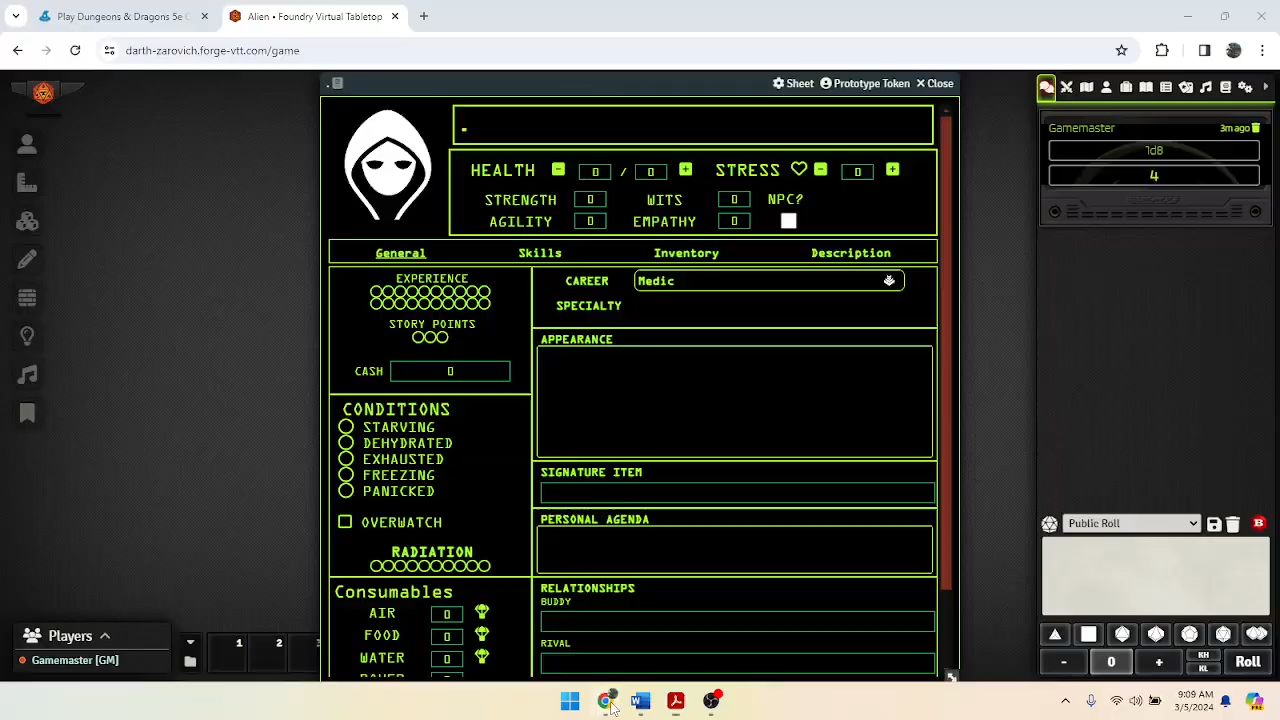 Play Dungeons & Dragons 5e C
Alien • Foundry Virtual Tabletop
darth-zarovich.forge-vtt.com/game
Sheet Prototype Token Close
.
HEALTH 0 / 0 STRESS 0
STRENGTH 0 WITS 0 NPC?
AGILITY 0 EMPATHY 0
General Skills Inventory Description
EXPERIENCE
STORY POINTS
CASH 0
CONDITIONS
STARVING
DEHYDRATED
EXHAUSTED
FREEZING
PANICKED
OVERWATCH
RADIATION
Consumables
AIR 0
FOOD 0
WATER 0
CAREER Medic
SPECIALTY
APPEARANCE
SIGNATURE ITEM
PERSONAL AGENDA
RELATIONSHIPS
BUDDY
RIVAL
Gamemaster 3m ago
1d8
4
Public Roll
- 0 + KH KL Roll
Players
Gamemaster [GM]
1 2
9:09 AM
3/5/2024